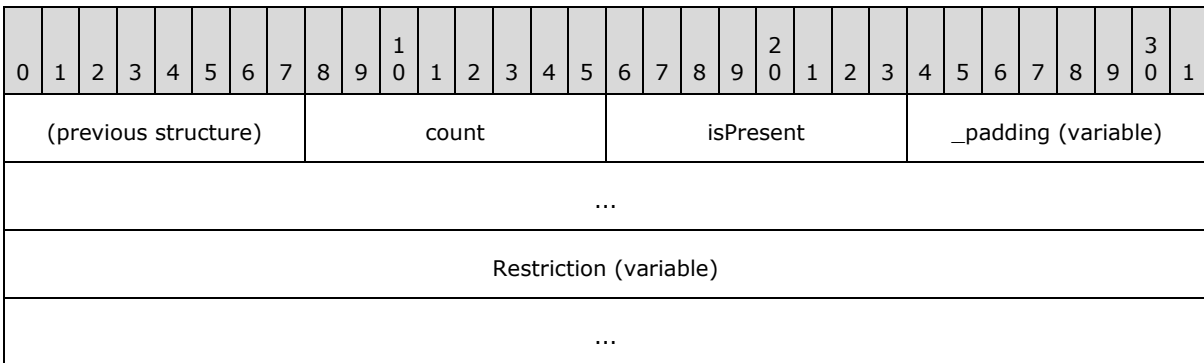 1 2 3
0 1 2 3 4 5 6 7 8 9 0 1 2 3 4 5 6 7 8 9 0 1 2 3 4 5 6 7 8 9 0 1
(previous structure) count isPresent _padding (variable)
...
Restriction (variable)
...